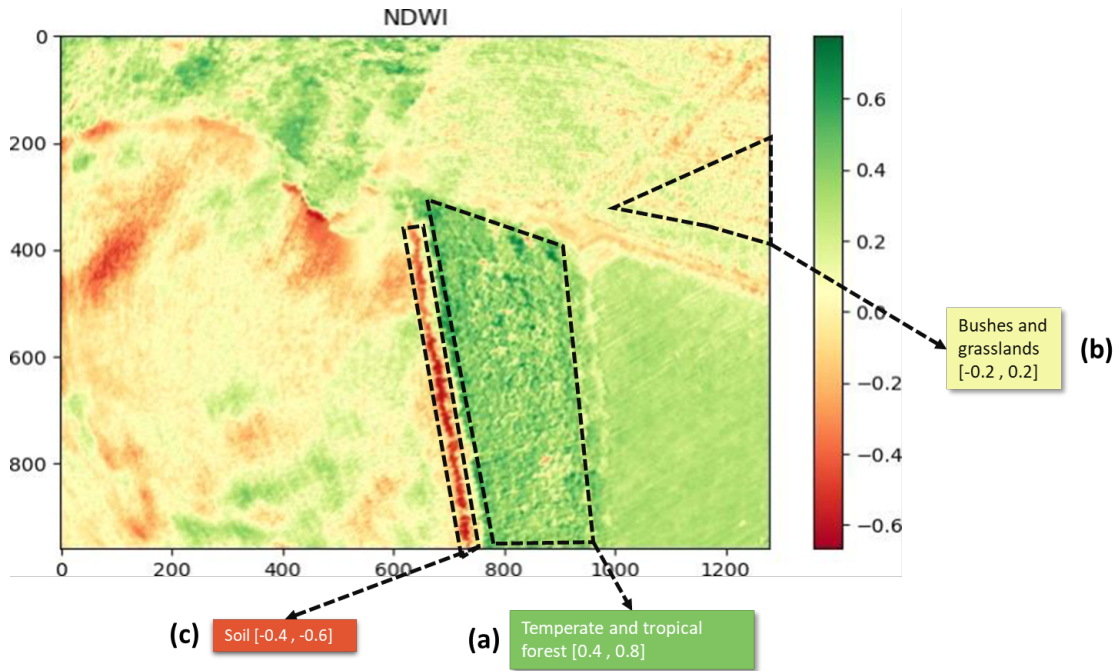 NDWI
0
200
400
600
800
0
200
400
600
800
1000
1200
0.6
0.4
0.2
0.0
−0.2
−0.4
−0.6
Bushes and
grasslands
[-0.2 , 0.2]
(b)
(c)
Soil [-0.4 , -0.6]
(a)
Temperate and tropical
forest [0.4 , 0.8]